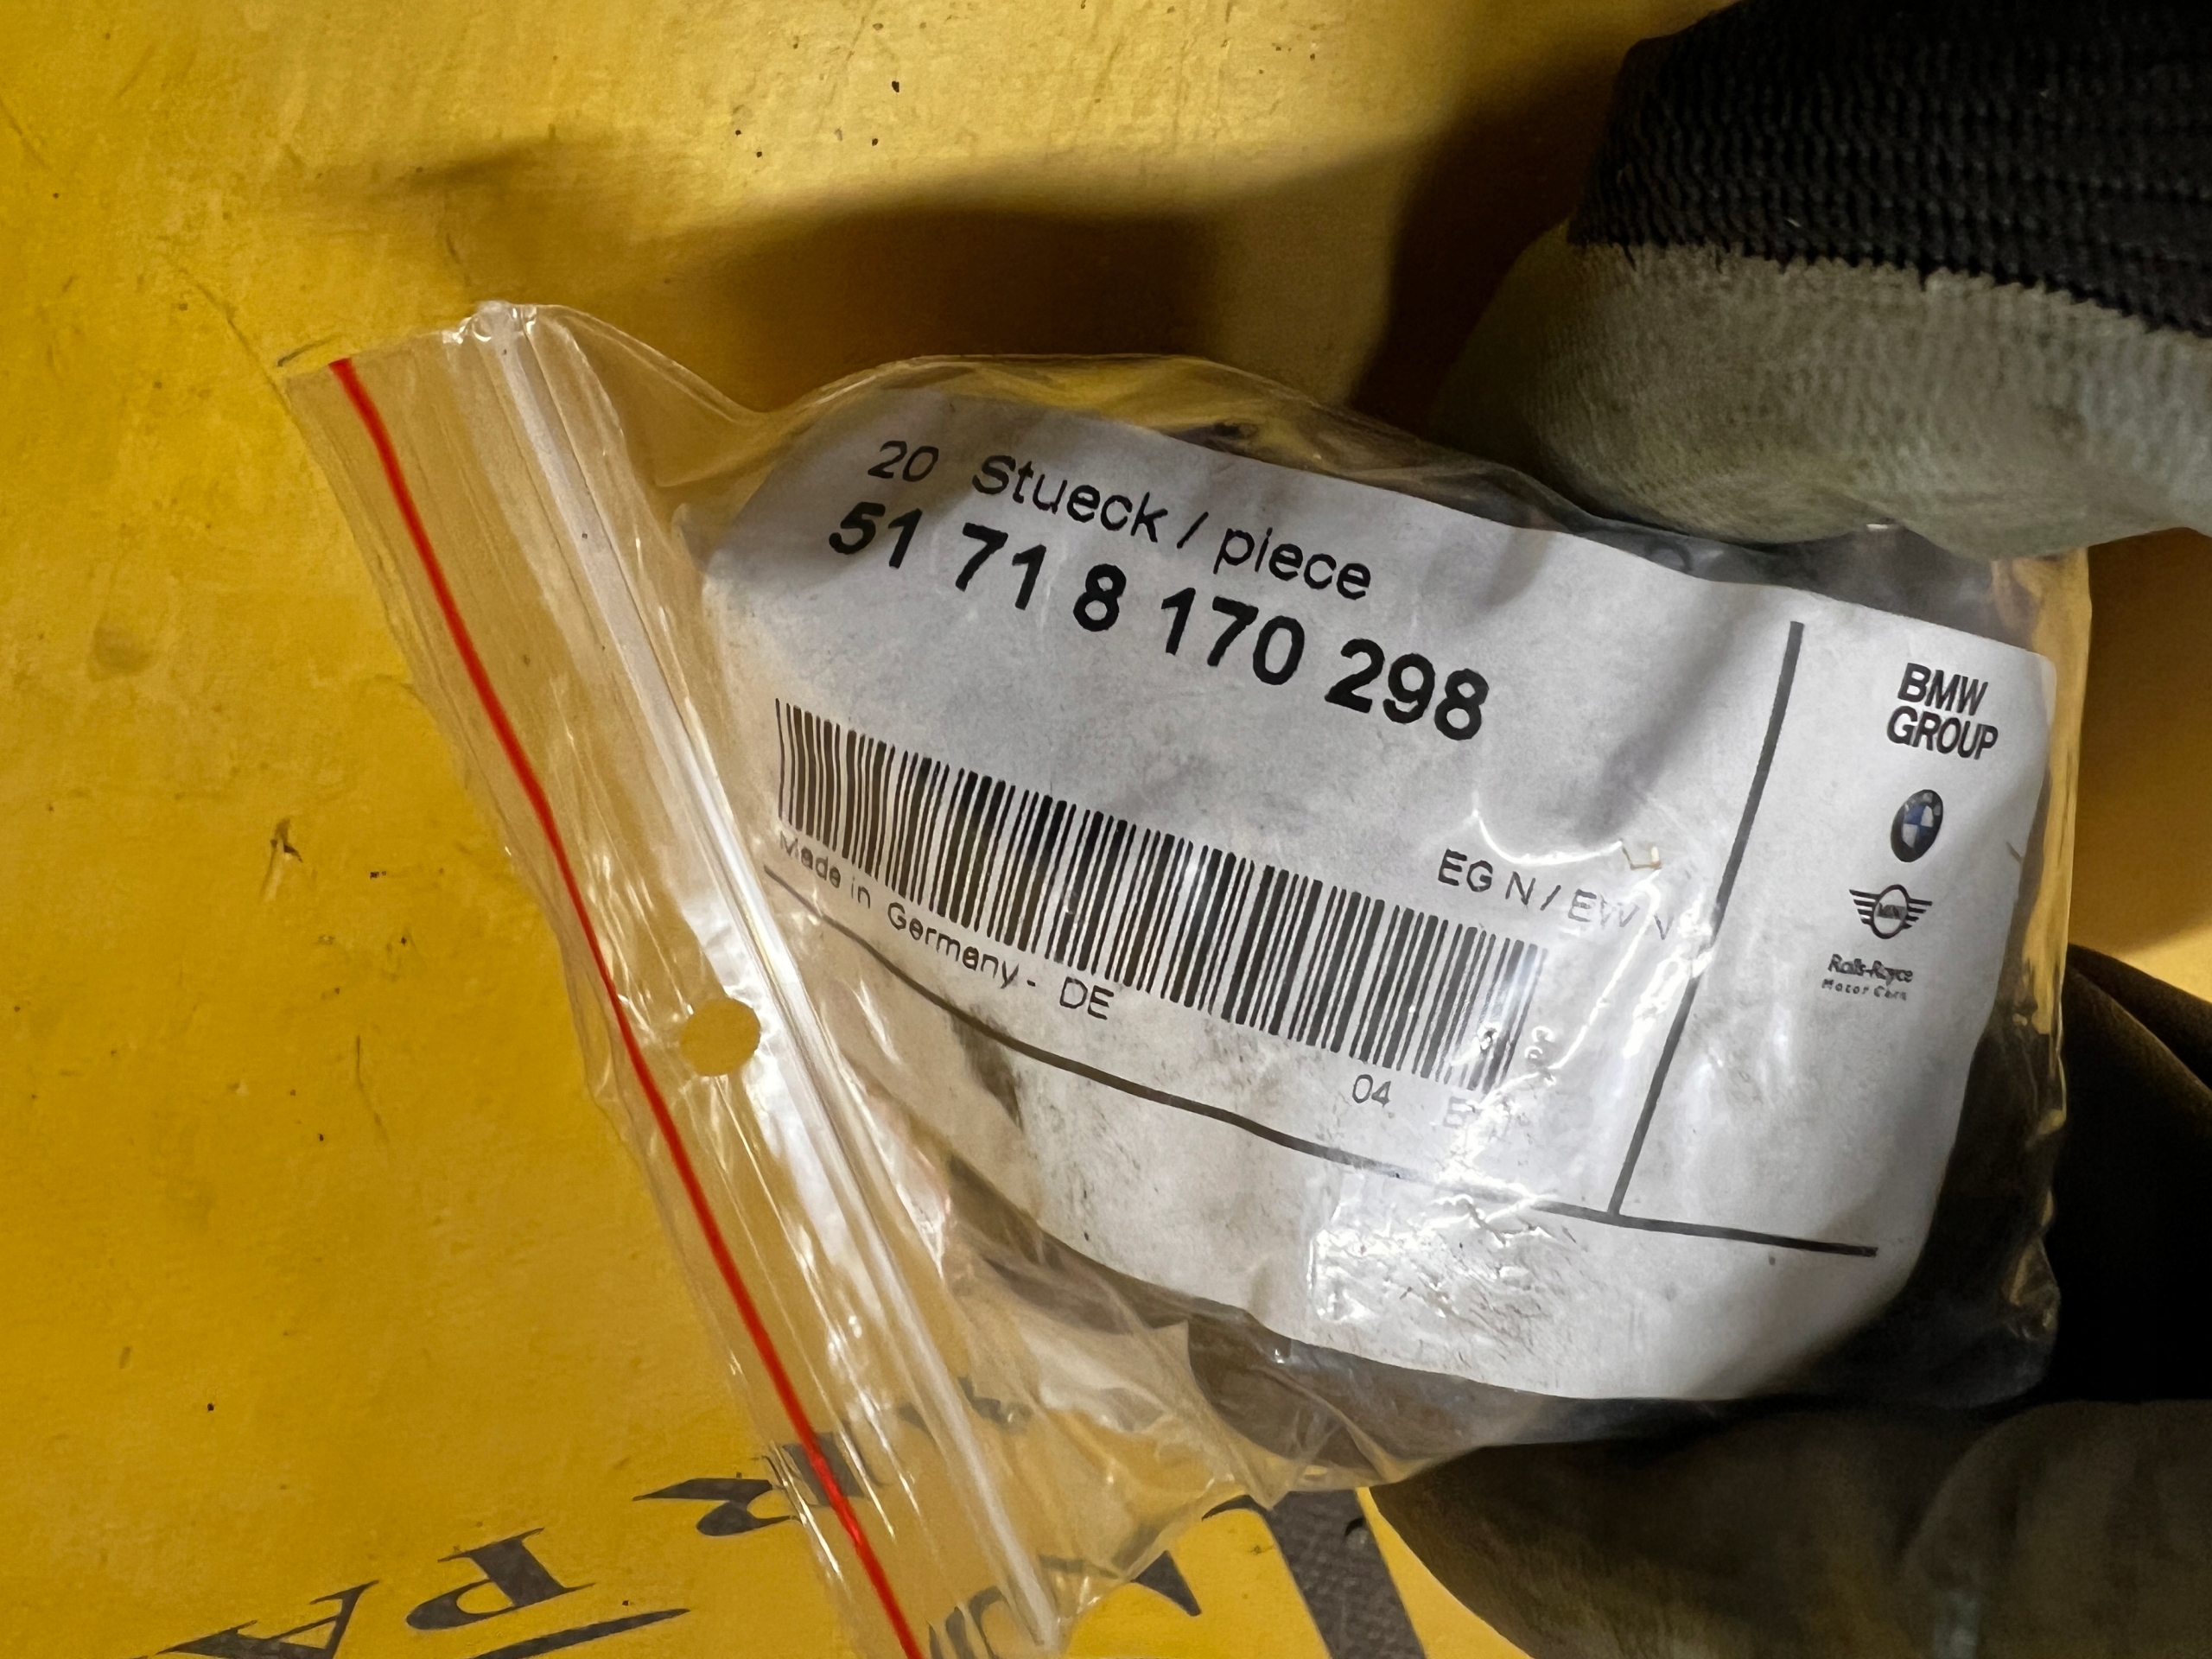 20 Stueck / piece
51 71 8 170 298
EG N / EW N
Made in Germany - DE
04
BMW
GROUP
MINI
Rolls-Royce
Motor Cars